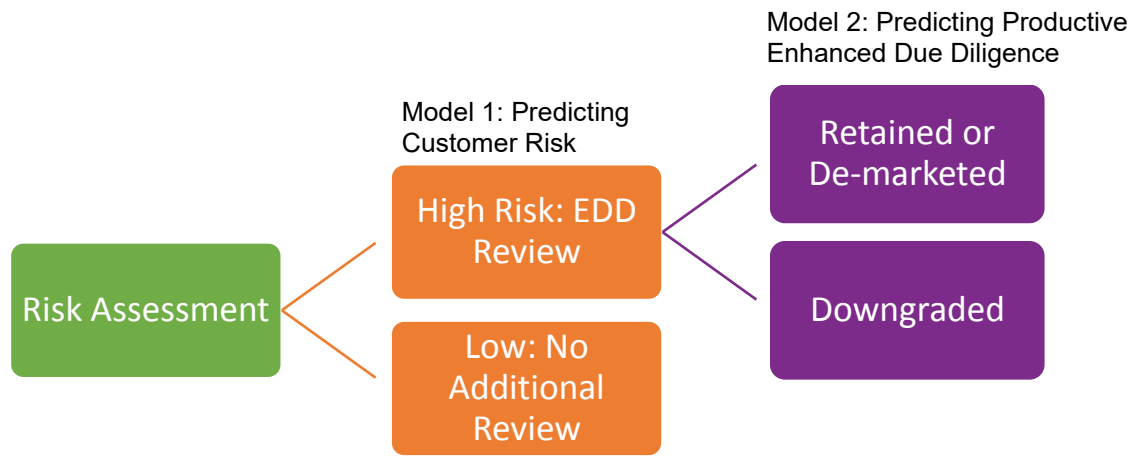 Model 2: Predicting Productive
Enhanced Due Diligence
Model 1: Predicting
Customer Risk
Retained or
De-marketed
High Risk: EDD
Review
Risk Assessment
Downgraded
Low: No
Additional
Review